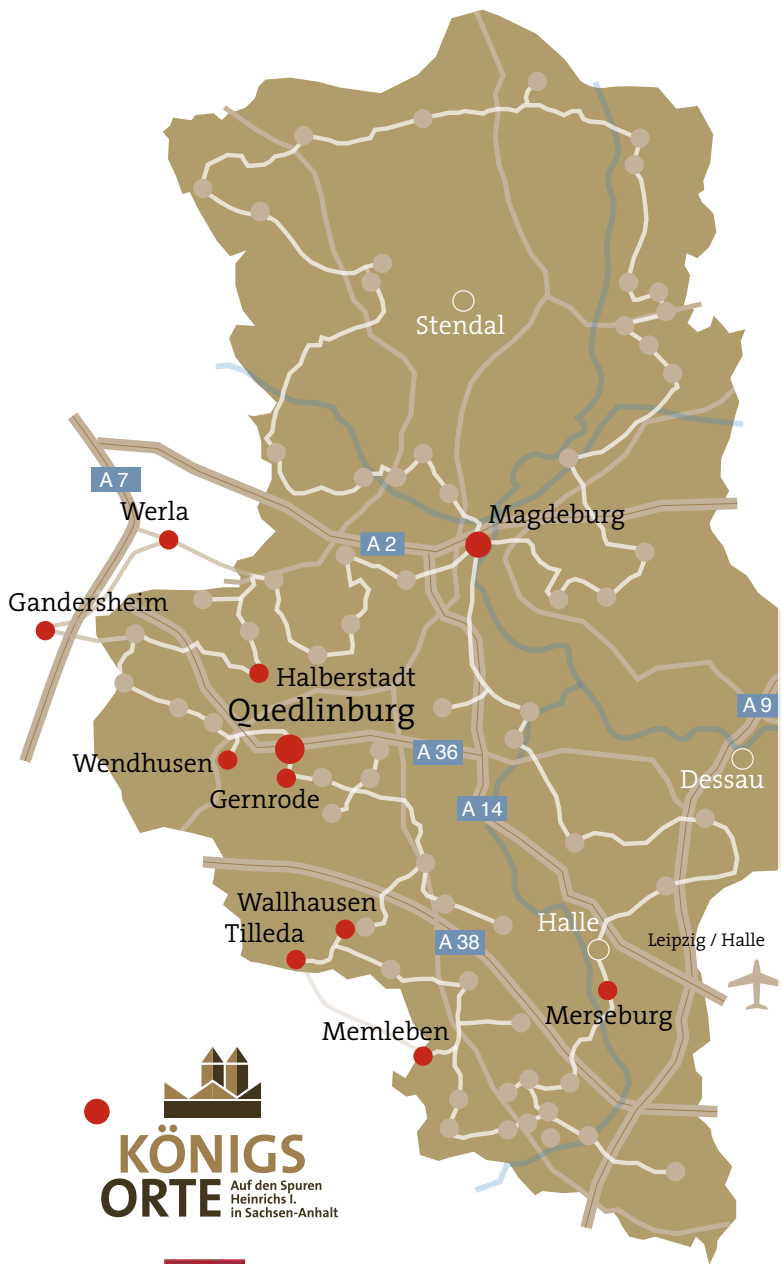 Stendal
A 7
Werla
Magdeburg
A 2
Gandersheim
Halberstadt
Quedlinburg
A 9
Wendhusen
A 36
Dessau
Gernrode
A 14
Wallhausen
Halle
Tilleda
A 38
Leipzig / Halle
Merseburg
Memleben
KÖNIGS
ORTE
Auf den Spuren
Heinrichs I.
in Sachsen-Anhalt